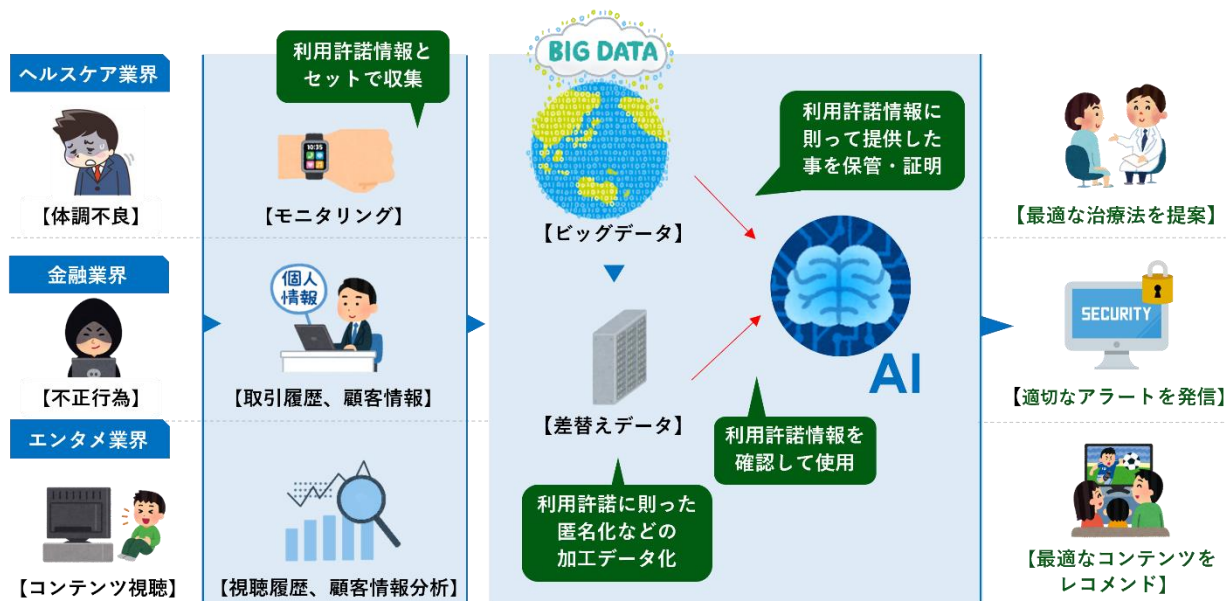 ヘルスケア業界
【体調不良】
利用許諾情報と
セットで収集
10:35
【モニタリング】
BIG DATA
【ビッグデータ】
利用許諾情報に
則って提供した
事を保管・証明
【最適な治療法を提案】
金融業界
【不正行為】
個人
情報
【取引履歴、顧客情報】
【差替えデータ】
AI
利用許諾情報を
確認して使用
SECURITY
【適切なアラートを発信】
エンタメ業界
【コンテンツ視聴】
【視聴履歴、顧客情報分析】
利用許諾に則った
匿名化などの
加工データ化
【最適なコンテンツを
レコメンド】